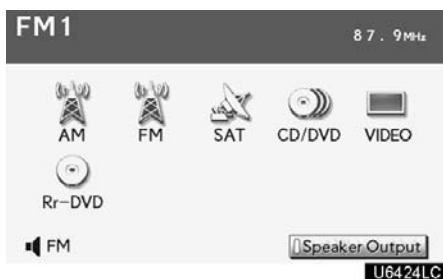 FM1
87.9MHz
AM FM SAT CD/DVD VIDEO
Rr-DVD
FM Speaker Output
U6424LC